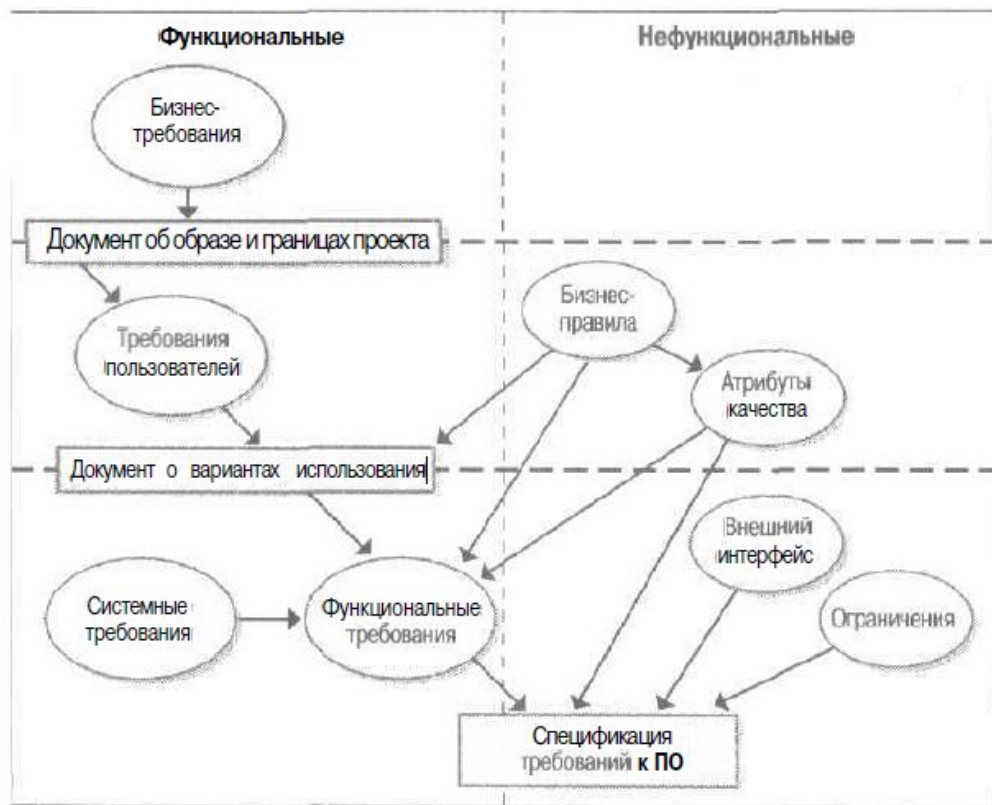 Функциональные
Нефункциональные
Бизнес-
требования
Документ об образе и границах проекта
Бизнес-
правила
Требования
пользователей
Атрибуты
качества
Документ о вариантах использования
Внешний
интерфейс
Системные
требования
Функциональные
требования
Ограничения
Спецификация
требований к ПО